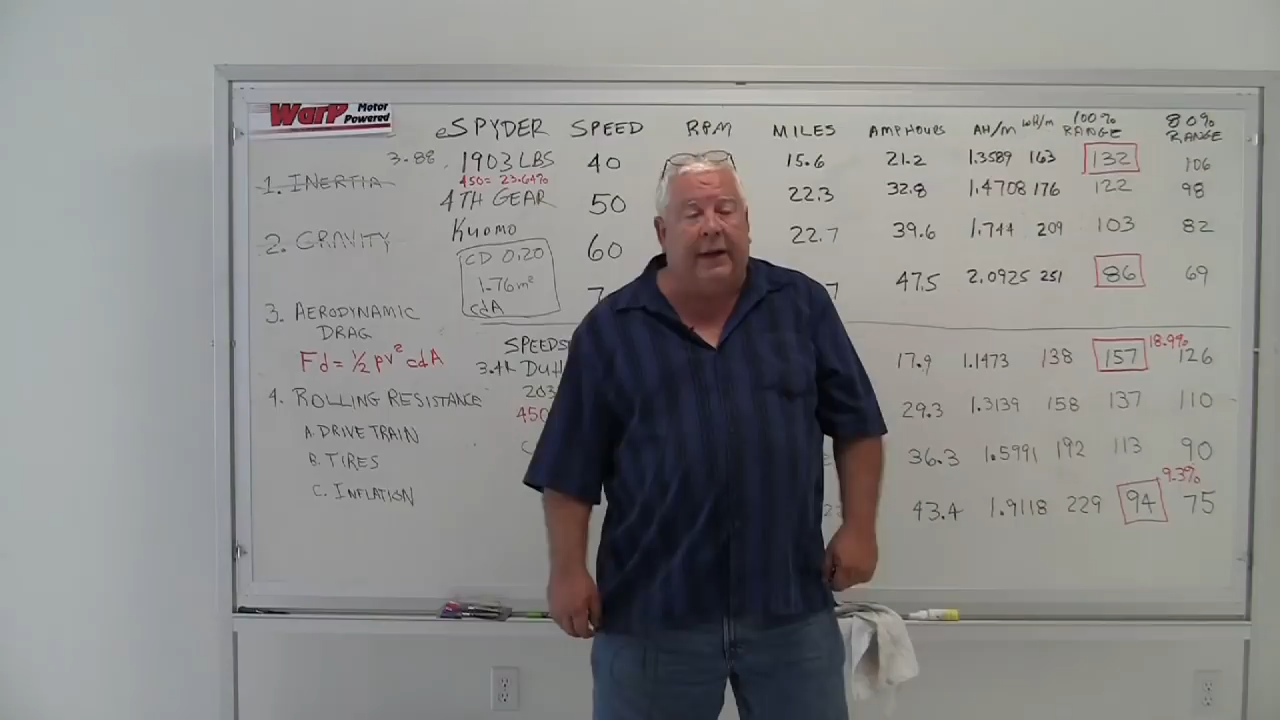 WarP Motor Powered
eSPYDER SPEED RPM MILES AMPHOURS AH/M WH/M 100% RANGE 80% RANGE
3.88 1903 LBS 40 15.6 21.2 1.3589 163 132 106
1. INERTIA
450= 23.64%
4TH GEAR 50 22.3 32.8 1.4708 176 122 98
Kuomo
2. GRAVITY 60 22.7 39.6 1.744 209 103 82
CD 0.20
1.76m²
CdA
7 7 47.5 2.0925 251 86 69
3. AERODYNAMIC DRAG
Fd = ½ pv² CdA
SPEEDS
17.9 1.1473 138 157 18.9% 126
4. ROLLING RESISTANCE
450 29.3 1.3139 158 137 110
A. DRIVE TRAIN
36.3 1.5991 192 113 90
B. TIRES
9.3%
C. INFLATION
43.4 1.9118 229 94 75